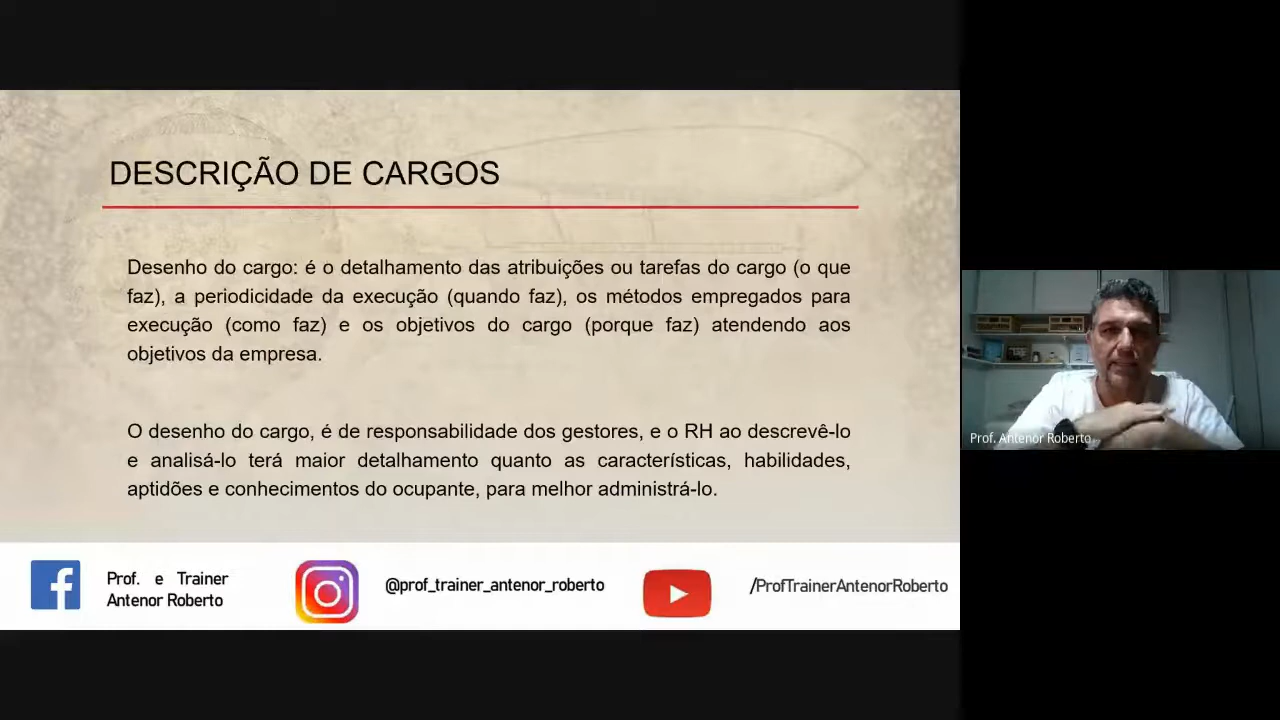 DESCRIÇÃO DE CARGOS
Desenho do cargo: é o detalhamento das atribuições ou tarefas do cargo (o que
faz), a periodicidade da execução (quando faz), os métodos empregados para
execução (como faz) e os objetivos do cargo (porque faz) atendendo aos
objetivos da empresa.
O desenho do cargo, é de responsabilidade dos gestores, e o RH ao descrevê-lo
e analisá-lo terá maior detalhamento quanto as características, habilidades,
aptidões e conhecimentos do ocupante, para melhor administrá-lo.
Prof. e Trainer
Antenor Roberto
@prof_trainer_antenor_roberto
/ProfTrainerAntenorRoberto
Prof. Antenor Roberto